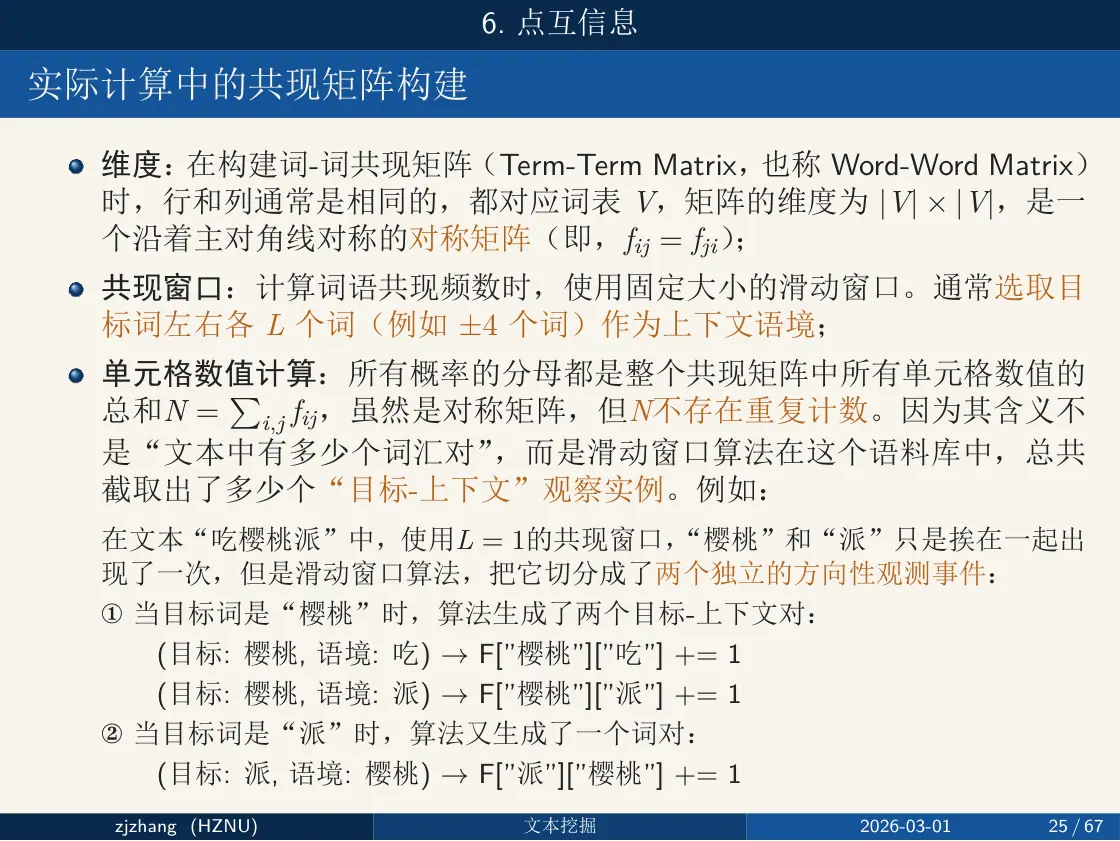 6. 点互信息
实际计算中的共现矩阵构建
维度：在构建词-词共现矩阵（Term-Term Matrix，也称 Word-Word Matrix）
时，行和列通常是相同的，都对应词表 V，矩阵的维度为 |V| × |V|，是一
个沿着主对角线对称的对称矩阵（即，fij = fji）；
共现窗口：计算词语共现频数时，使用固定大小的滑动窗口。通常选取目
标词左右各 L 个词（例如 ±4 个词）作为上下文语境；
单元格数值计算：所有概率的分母都是整个共现矩阵中所有单元格数值的
总和N = ∑i,j fij，虽然是对称矩阵，但N不存在重复计数。因为其含义不
是“文本中有多少个词汇对”，而是滑动窗口算法在这个语料库中，总共
截取出了多少个“目标-上下文”观察实例。例如：
在文本“吃樱桃派”中，使用L = 1的共现窗口，“樱桃”和“派”只是挨在一起出
现了一次，但是滑动窗口算法，把它切分成了两个独立的方向性观测事件：
① 当目标词是“樱桃”时，算法生成了两个目标-上下文对：
(目标: 樱桃, 语境: 吃) → F["樱桃"]["吃"] += 1
(目标: 樱桃, 语境: 派) → F["樱桃"]["派"] += 1
② 当目标词是“派”时，算法又生成了一个词对：
(目标: 派, 语境: 樱桃) → F["派"]["樱桃"] += 1
zjzhang (HZNU) 文本挖掘 2026-03-01 25 / 67